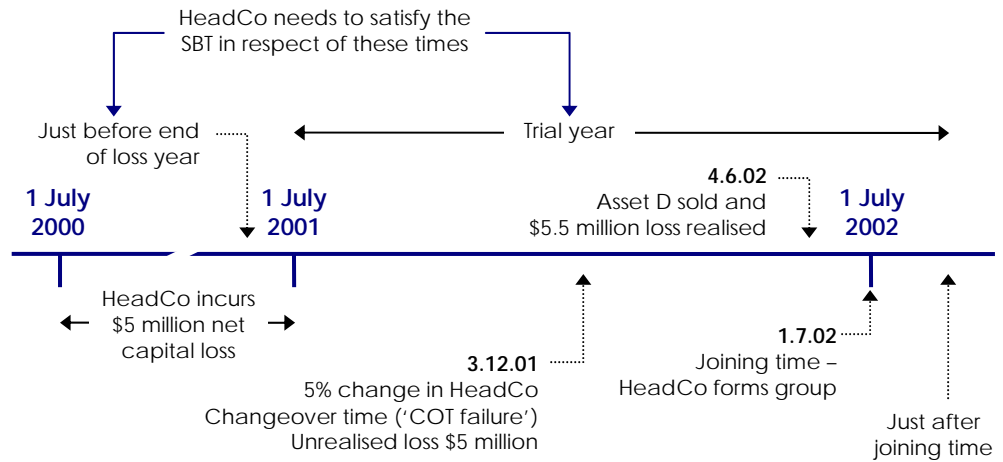 HeadCo needs to satisfy the
SBT in respect of these times
Just before end
of loss year
Trial year
4.6.02
Asset D sold and
$5.5 million loss realised
1 July
2000
1 July
2001
1 July
2002
HeadCo incurs
$5 million net
capital loss
3.12.01
5% change in HeadCo
Changeover time (‘COT failure’)
Unrealised loss $5 million
1.7.02
Joining time –
HeadCo forms group
Just after
joining time